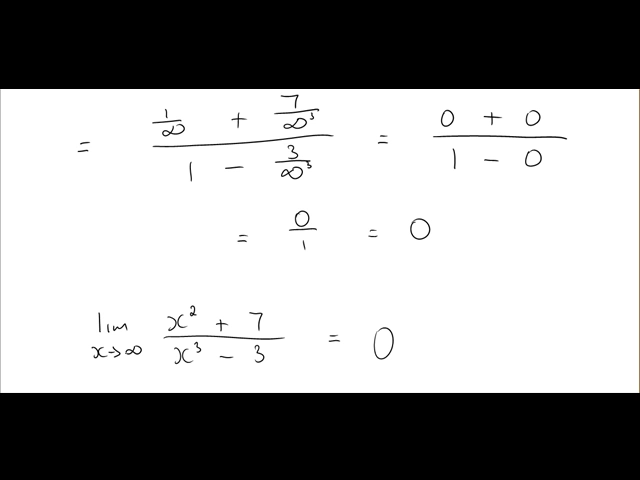 = (1/∞ + 7/∞³)/(1 − 3/∞³) = (0 + 0)/(1 − 0)
= 0/1 = 0
lim x→∞ (x² + 7)/(x³ − 3) = 0